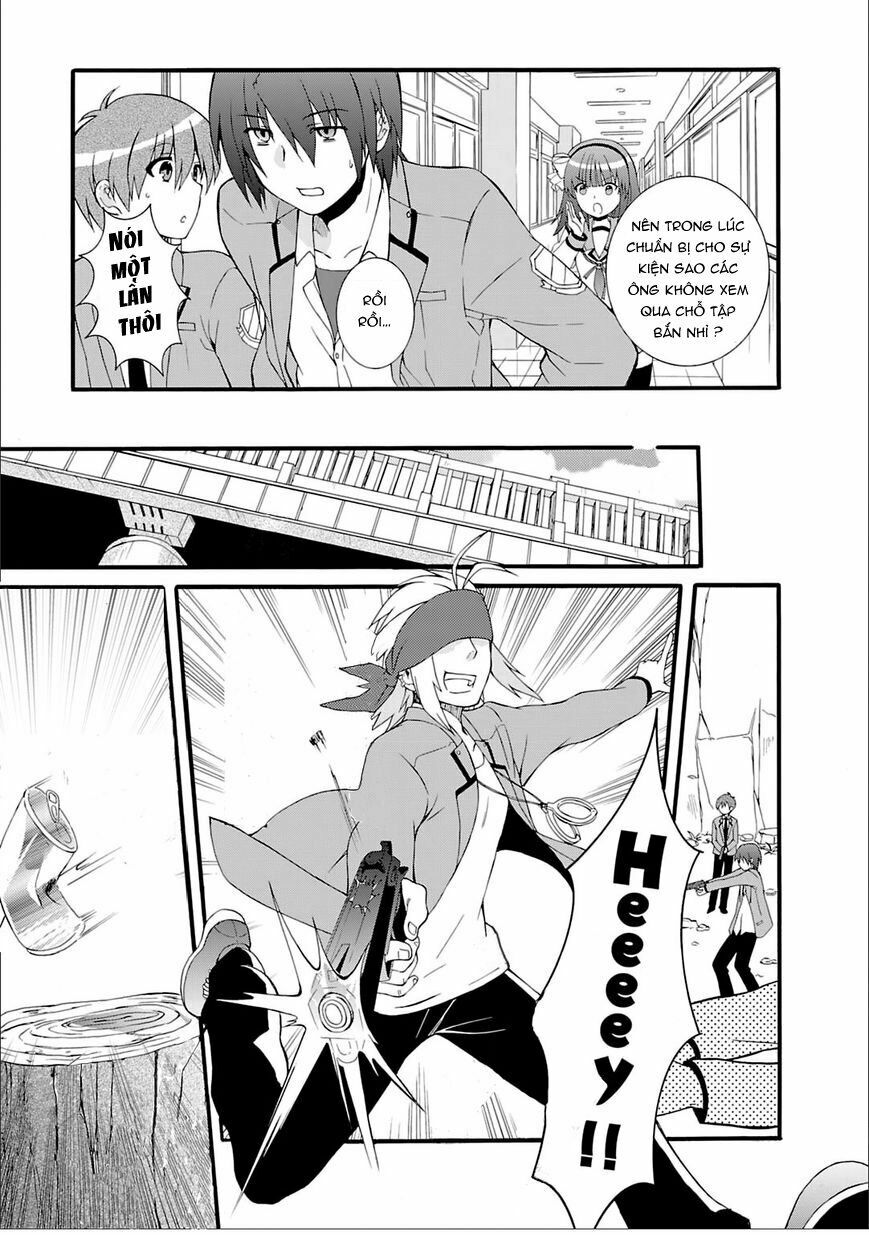 NÊN TRONG LÚC
CHUẨN BỊ CHO SỰ
KIỆN SAO CÁC
ÔNG KHÔNG XEM
QUA CHỖ TẬP
BẮN NHỈ ?
RỒI
RỒI...
NÓI
MỘT
LẦN
THÔI
Heeeey!!